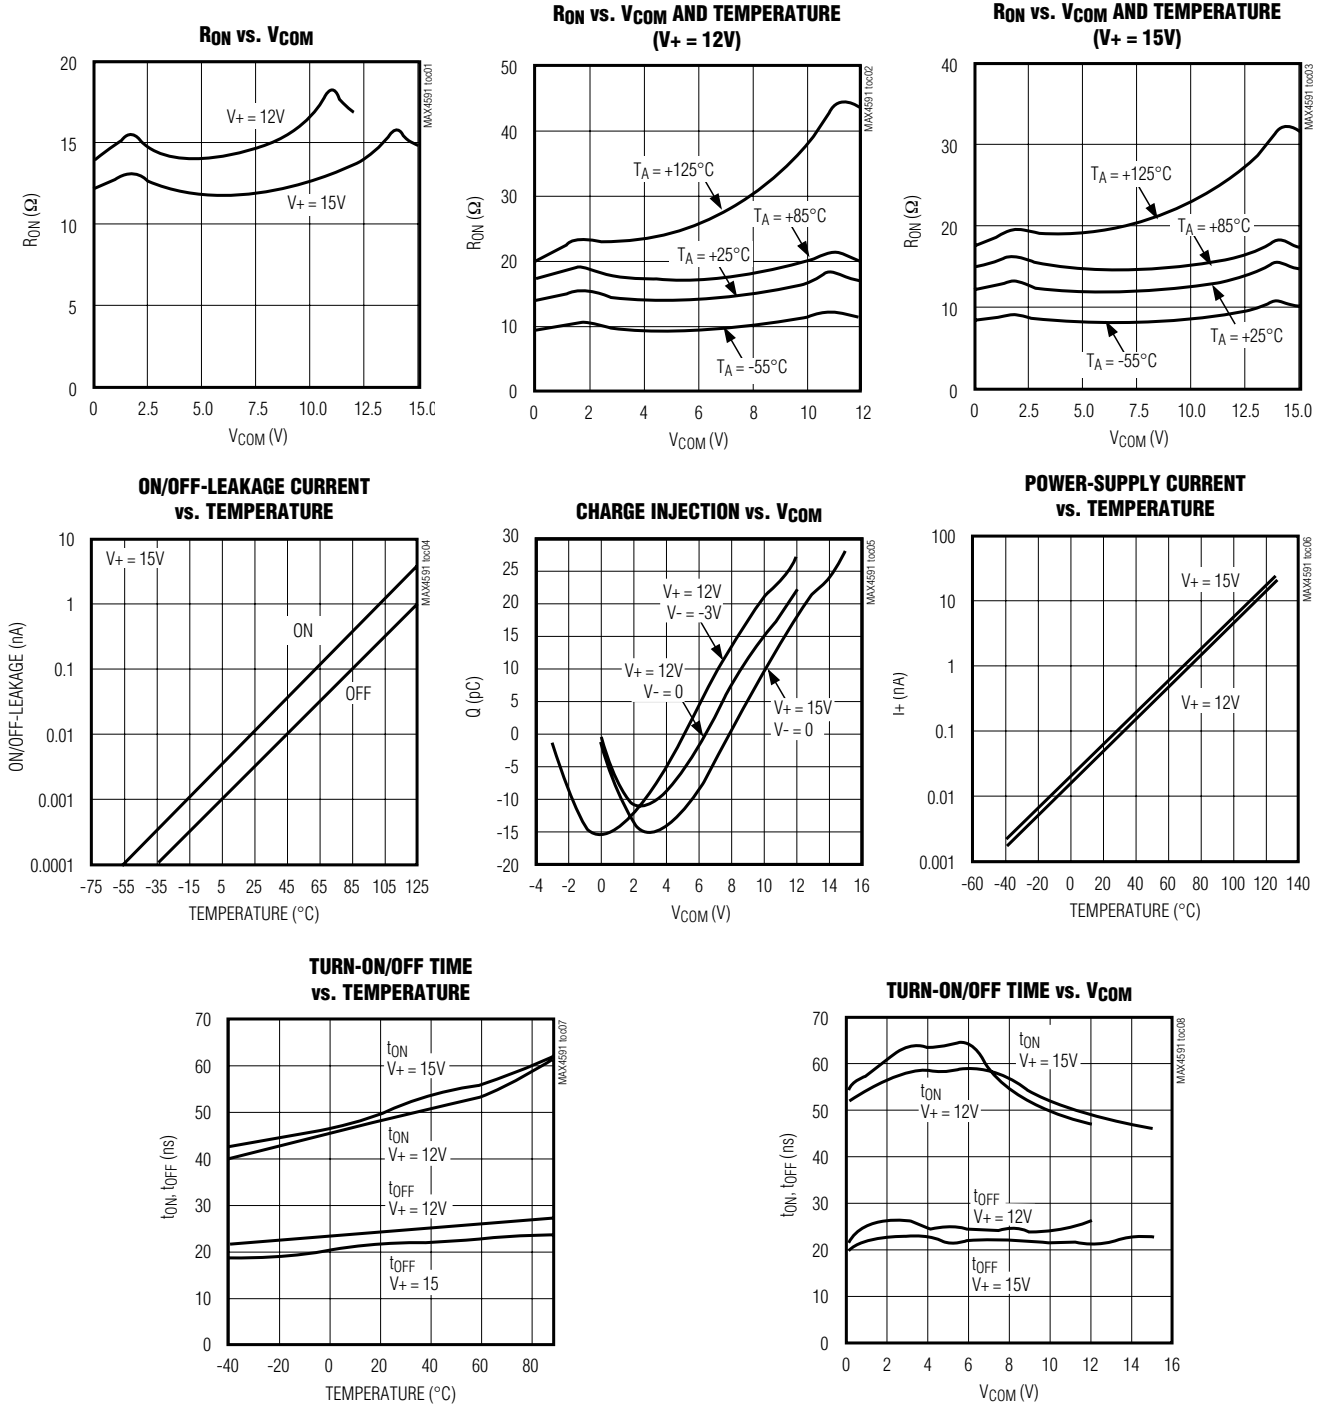 RON vs. VCOM
20
15
10
5
0
0 2.5 5.0 7.5 10.0 12.5 15.0
RON (Ω)
VCOM (V)
V+ = 12V
V+ = 15V
MAX4591 toc01
RON vs. VCOM AND TEMPERATURE
(V+ = 12V)
50
40
30
20
10
0
0 2 4 6 8 10 12
RON (Ω)
VCOM (V)
TA = +125°C
TA = +85°C
TA = +25°C
TA = -55°C
MAX4591 toc02
RON vs. VCOM AND TEMPERATURE
(V+ = 15V)
40
30
20
10
0
0 2.5 5.0 7.5 10.0 12.5 15.0
RON (Ω)
VCOM (V)
TA = +125°C
TA = +85°C
TA = +25°C
TA = -55°C
MAX4591 toc03
ON/OFF-LEAKAGE CURRENT
vs. TEMPERATURE
10
1
0.1
0.01
0.001
0.0001
-75 -55 -35 -15 5 25 45 65 85 105 125
ON/OFF-LEAKAGE (nA)
TEMPERATURE (°C)
V+ = 15V
ON
OFF
MAX4591 toc04
CHARGE INJECTION vs. VCOM
30
25
20
15
10
5
0
-5
-10
-15
-20
-4 -2 0 2 4 6 8 10 12 14 16
Q (pC)
VCOM (V)
V+ = 12V
V- = -3V
V+ = 12V
V- = 0
V+ = 15V
V- = 0
MAX4591 toc05
POWER-SUPPLY CURRENT
vs. TEMPERATURE
100
10
1
0.1
0.01
0.001
-60 -40 -20 0 20 40 60 80 100 120 140
I+ (nA)
TEMPERATURE (°C)
V+ = 15V
V+ = 12V
MAX4591 toc06
TURN-ON/OFF TIME
vs. TEMPERATURE
70
60
50
40
30
20
10
0
-40 -20 0 20 40 60 80
tON, tOFF (ns)
TEMPERATURE (°C)
tON
V+ = 15V
tON
V+ = 12V
tOFF
V+ = 12V
tOFF
V+ = 15
MAX4591 toc07
TURN-ON/OFF TIME vs. VCOM
70
60
50
40
30
20
10
0
0 2 4 6 8 10 12 14 16
tON, tOFF (ns)
VCOM (V)
tON
V+ = 15V
tON
V+ = 12V
tOFF
V+ = 12V
tOFF
V+ = 15V
MAX4591 toc08